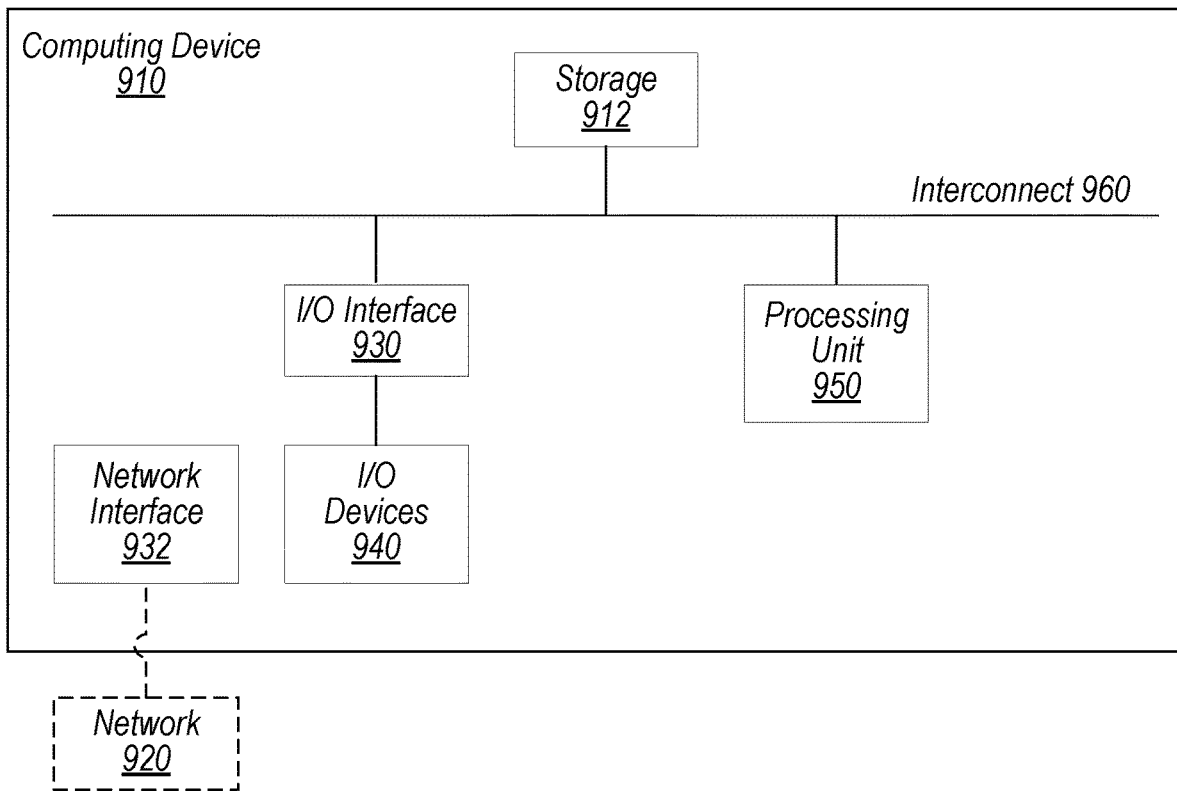 Computing Device
910
Storage
912
Interconnect 960
I/O Interface
930
Processing
Unit
950
Network
Interface
932
I/O
Devices
940
Network
920